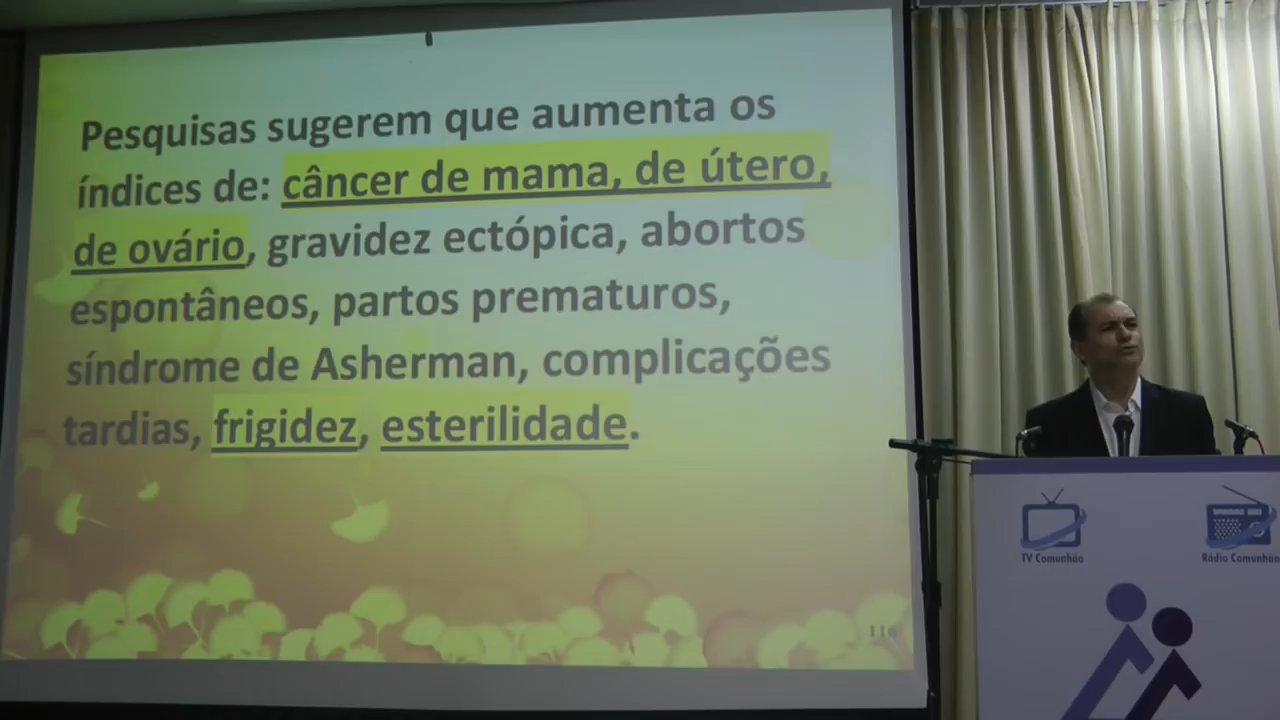 Pesquisas sugerem que aumenta os
índices de: câncer de mama, de útero,
de ovário, gravidez ectópica, abortos
espontâneos, partos prematuros,
síndrome de Asherman, complicações
tardias, frigidez, esterilidade.
TV Comunhão
Rádio Comunhão